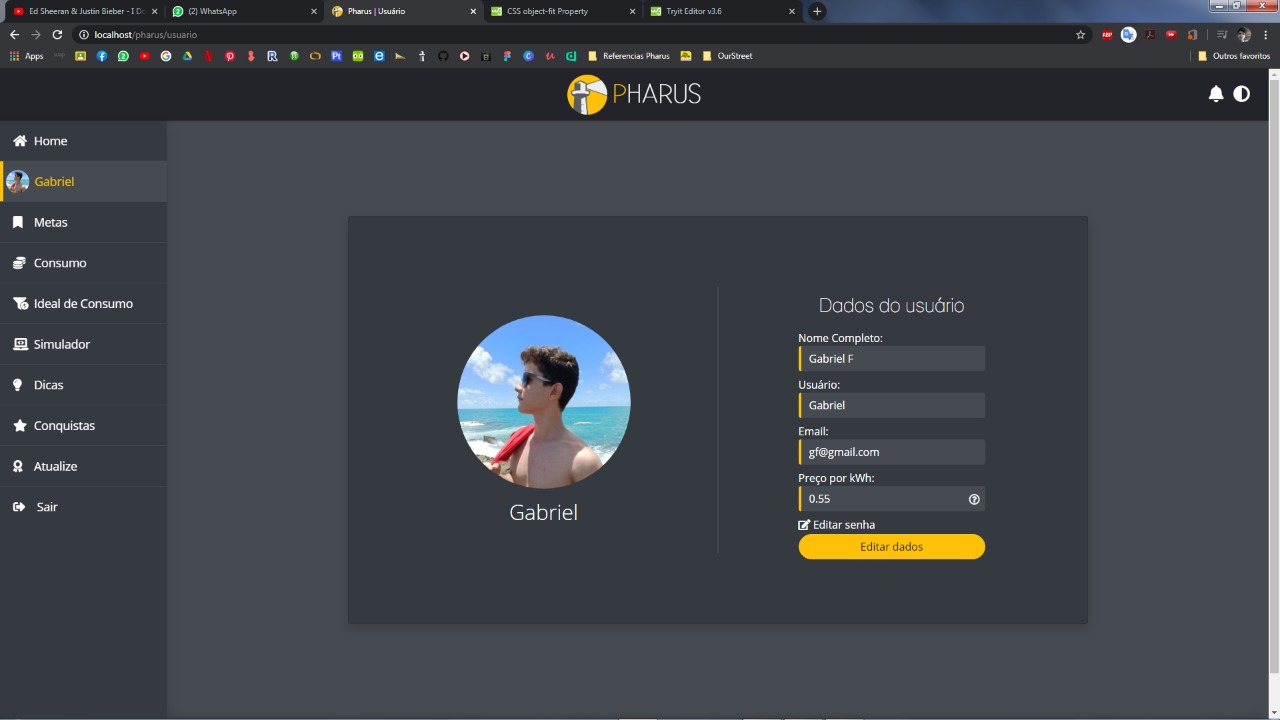 Ed Sheeran & Justin Bieber - I D
(2) WhatsApp
Pharus | Usuário
CSS object-fit Property
Tryit Editor v3.6
localhost/pharus/usuario
Apps
Referencias Pharus
OurStreet
Outros favoritos
PHARUS
Home
Gabriel
Metas
Consumo
Ideal de Consumo
Simulador
Dicas
Conquistas
Atualize
Sair
Gabriel
Dados do usuário
Nome Completo:
Gabriel F
Usuário:
Gabriel
Email:
gf@gmail.com
Preço por kWh:
0.55
Editar senha
Editar dados